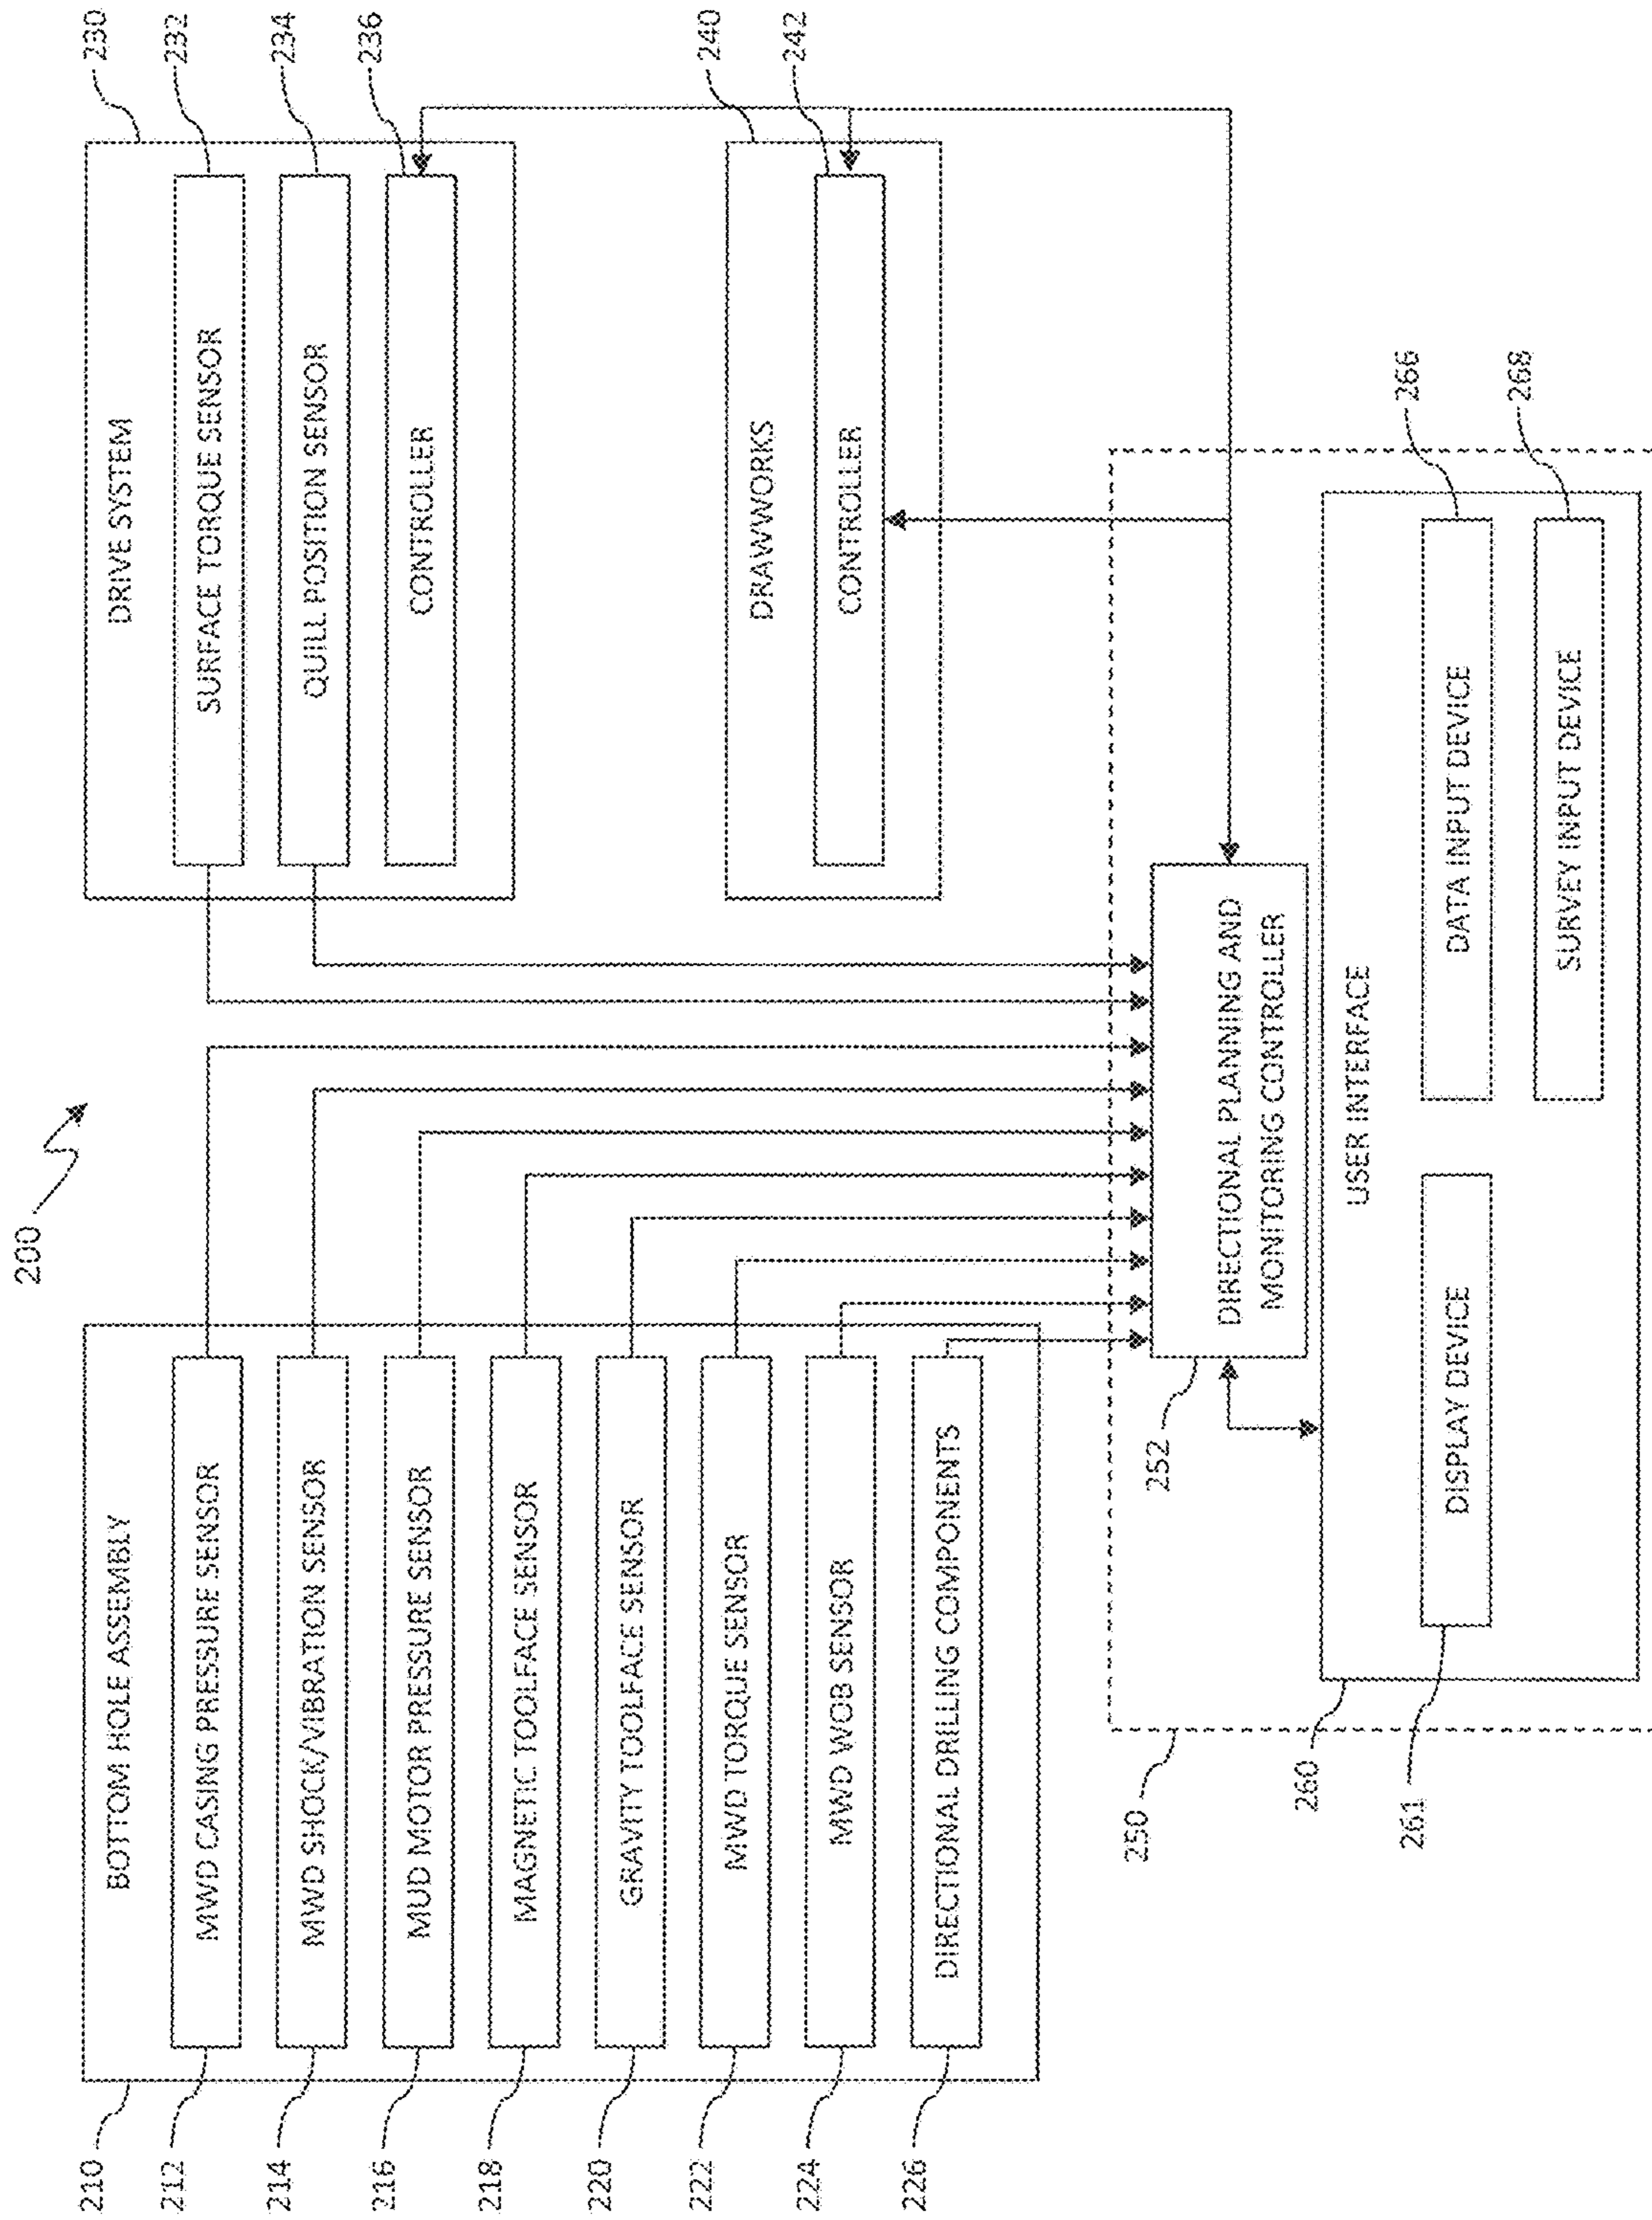 200
210
BOTTOM HOLE ASSEMBLY
212
MWD CASING PRESSURE SENSOR
214
MWD SHOCK/VIBRATION SENSOR
216
MUD MOTOR PRESSURE SENSOR
218
MAGNETIC TOOLFACE SENSOR
220
GRAVITY TOOLFACE SENSOR
222
MWD TORQUE SENSOR
224
MWD WOB SENSOR
226
DIRECTIONAL DRILLING COMPONENTS
230
DRIVE SYSTEM
232
SURFACE TORQUE SENSOR
234
QUILL POSITION SENSOR
236
CONTROLLER
240
DRAWWORKS
242
CONTROLLER
250
252
DIRECTIONAL PLANNING AND
MONITORING CONTROLLER
260
USER INTERFACE
261
DISPLAY DEVICE
266
DATA INPUT DEVICE
268
SURVEY INPUT DEVICE